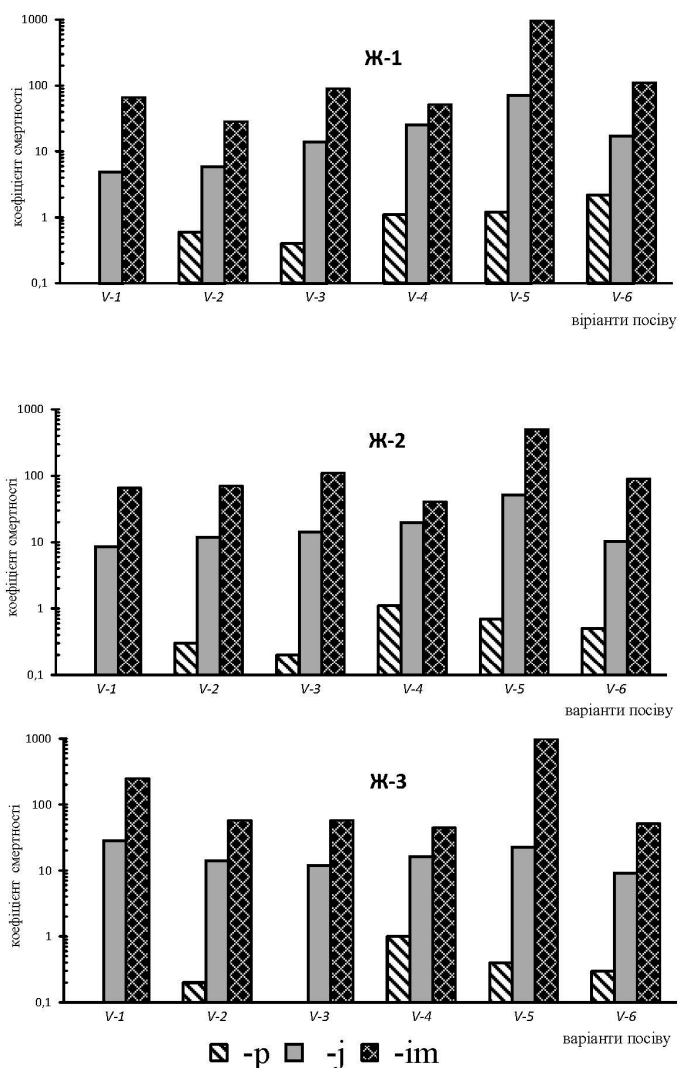 Ж-1
коефіцієнт смертності
1000
100
10
1
0,1
V-1 V-2 V-3 V-4 V-5 V-6
віріанти посіву
Ж-2
коефіцієнт смертності
1000
100
10
1
0,1
V-1 V-2 V-3 V-4 V-5 V-6
варіанти посіву
Ж-3
коефіцієнт смертності
1000
100
10
1
0,1
V-1 V-2 V-3 V-4 V-5 V-6
варіанти посіву
-p -j -im